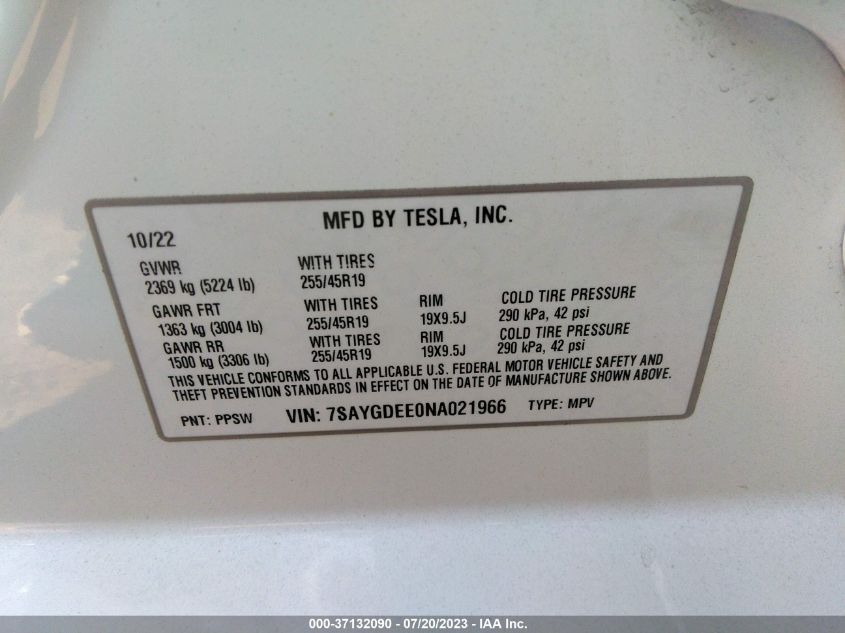 MFD BY TESLA, INC.
10/22
GVWR WITH TIRES
2369 kg (5224 lb) 255/45R19
GAWR FRT WITH TIRES RIM COLD TIRE PRESSURE
1363 kg (3004 lb) 255/45R19 19X9.5J 290 kPa, 42 psi
GAWR RR WITH TIRES RIM COLD TIRE PRESSURE
1500 kg (3306 lb) 255/45R19 19X9.5J 290 kPa, 42 psi
THIS VEHICLE CONFORMS TO ALL APPLICABLE U.S. FEDERAL MOTOR VEHICLE SAFETY AND
THEFT PREVENTION STANDARDS IN EFFECT ON THE DATE OF MANUFACTURE SHOWN ABOVE.
PNT: PPSW VIN: 7SAYGDEE0NA021966 TYPE: MPV
000-37132090 - 07/20/2023 - IAA Inc.